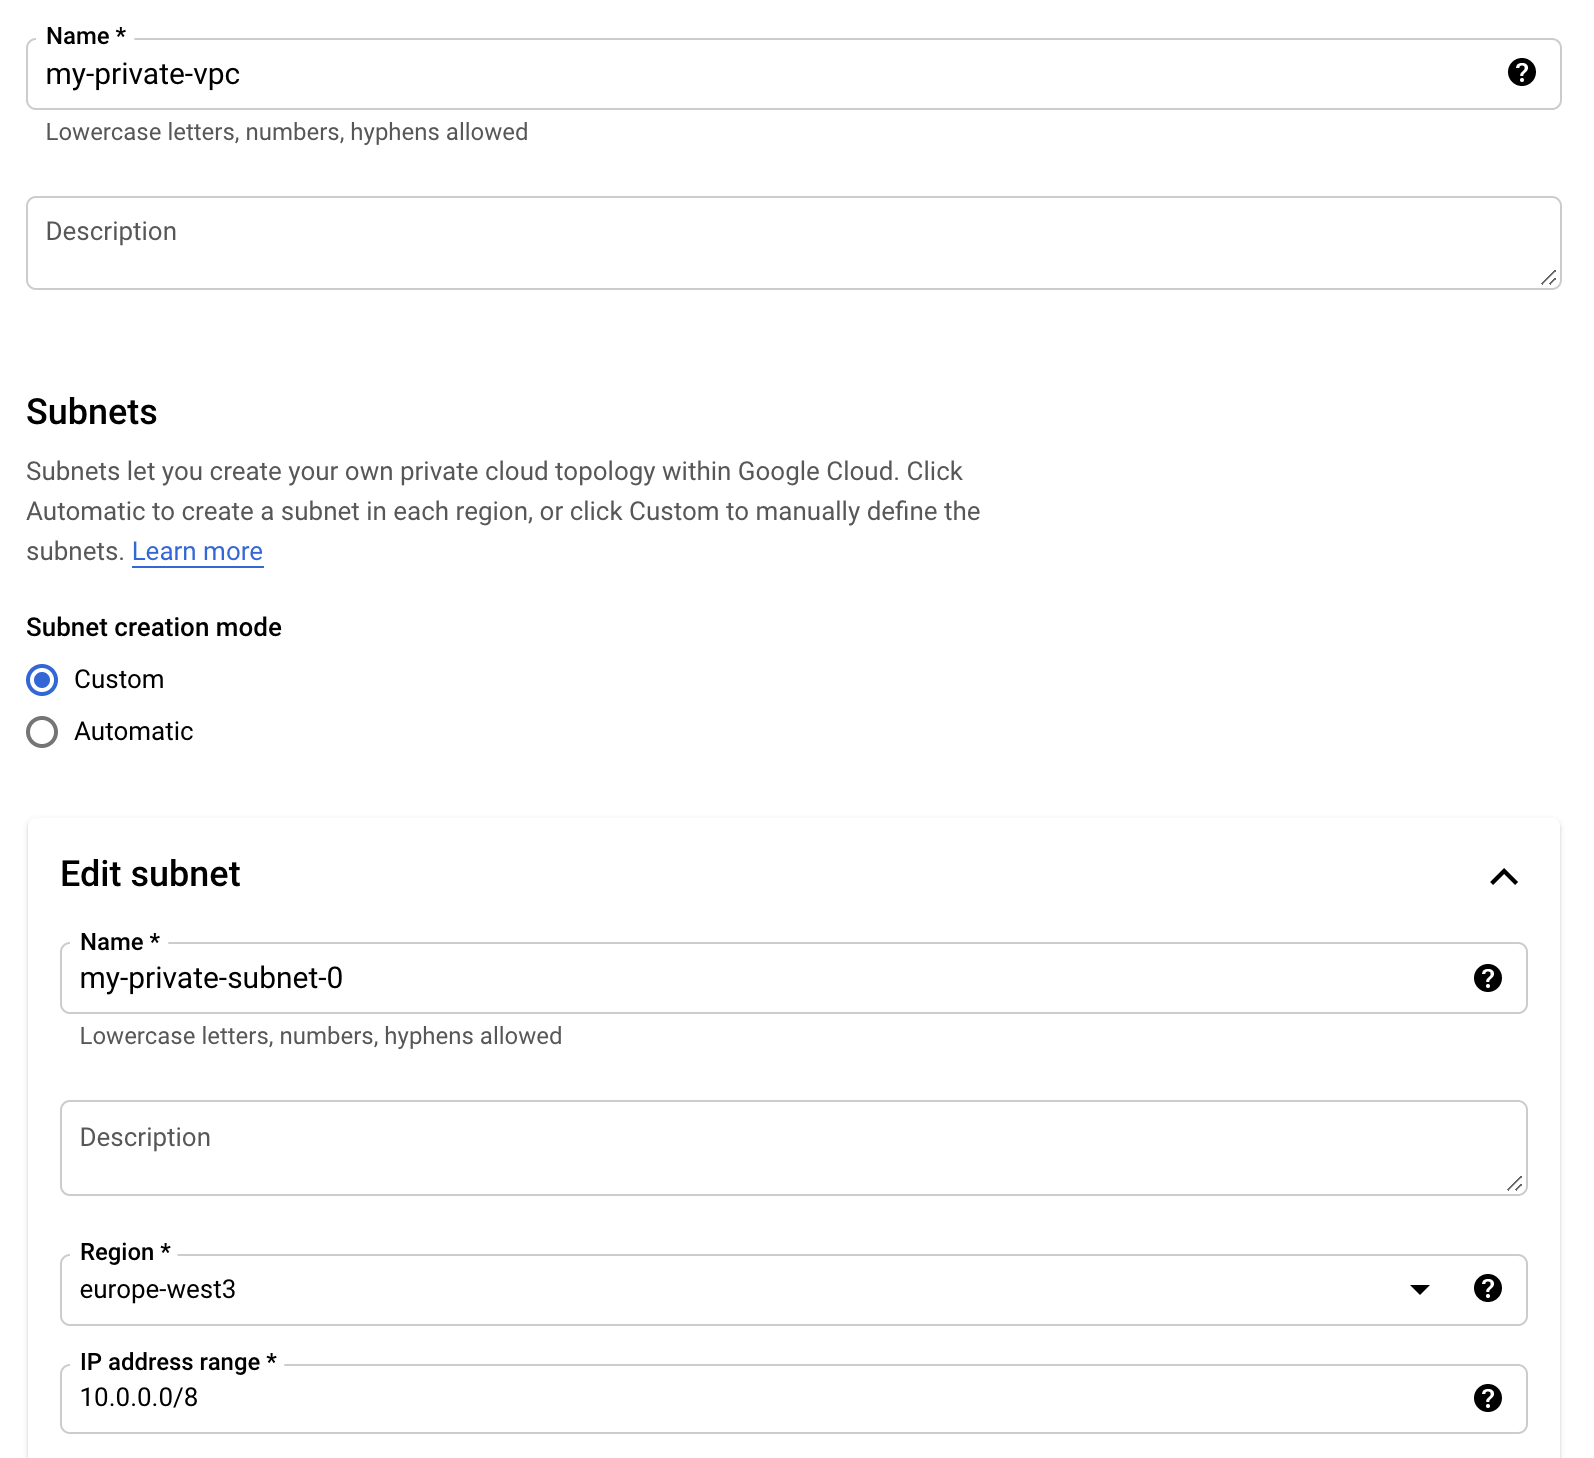 Name *
my-private-vpc
Lowercase letters, numbers, hyphens allowed
Description
Subnets
Subnets let you create your own private cloud topology within Google Cloud. Click
Automatic to create a subnet in each region, or click Custom to manually define the
subnets. Learn more
Subnet creation mode
Custom
Automatic
Edit subnet
Name *
my-private-subnet-0
Lowercase letters, numbers, hyphens allowed
Description
Region *
europe-west3
IP address range *
10.0.0.0/8